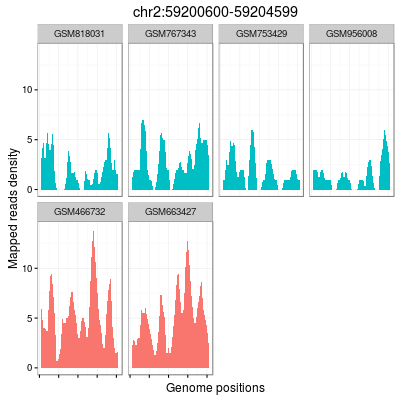 chr2:59200600-59204599
GSM818031 GSM767343 GSM753429 GSM956008
10
5
0
GSM466732 GSM663427
10
5
0
Mapped reads density
Genome positions